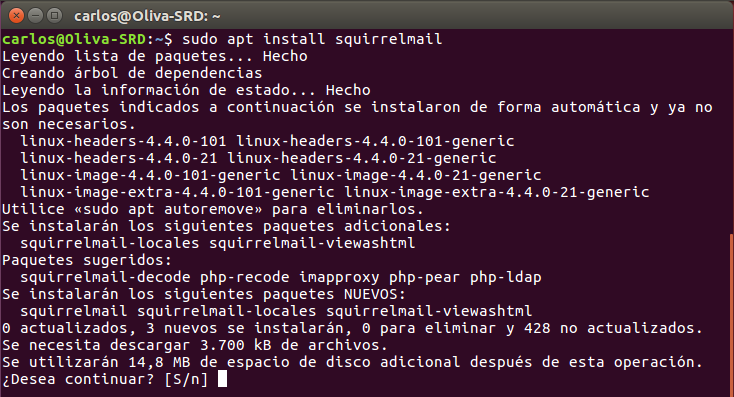 carlos@Oliva-SRD: ~
carlos@Oliva-SRD:~$ sudo apt install squirrelmail
Leyendo lista de paquetes... Hecho
Creando árbol de dependencias
Leyendo la información de estado... Hecho
Los paquetes indicados a continuación se instalaron de forma automática y ya no
son necesarios.
  linux-headers-4.4.0-101 linux-headers-4.4.0-101-generic
  linux-headers-4.4.0-21 linux-headers-4.4.0-21-generic
  linux-image-4.4.0-101-generic linux-image-4.4.0-21-generic
  linux-image-extra-4.4.0-101-generic linux-image-extra-4.4.0-21-generic
Utilice «sudo apt autoremove» para eliminarlos.
Se instalarán los siguientes paquetes adicionales:
  squirrelmail-locales squirrelmail-viewashtml
Paquetes sugeridos:
  squirrelmail-decode php-recode imapproxy php-pear php-ldap
Se instalarán los siguientes paquetes NUEVOS:
  squirrelmail squirrelmail-locales squirrelmail-viewashtml
0 actualizados, 3 nuevos se instalarán, 0 para eliminar y 428 no actualizados.
Se necesita descargar 3.700 kB de archivos.
Se utilizarán 14,8 MB de espacio de disco adicional después de esta operación.
¿Desea continuar? [S/n]